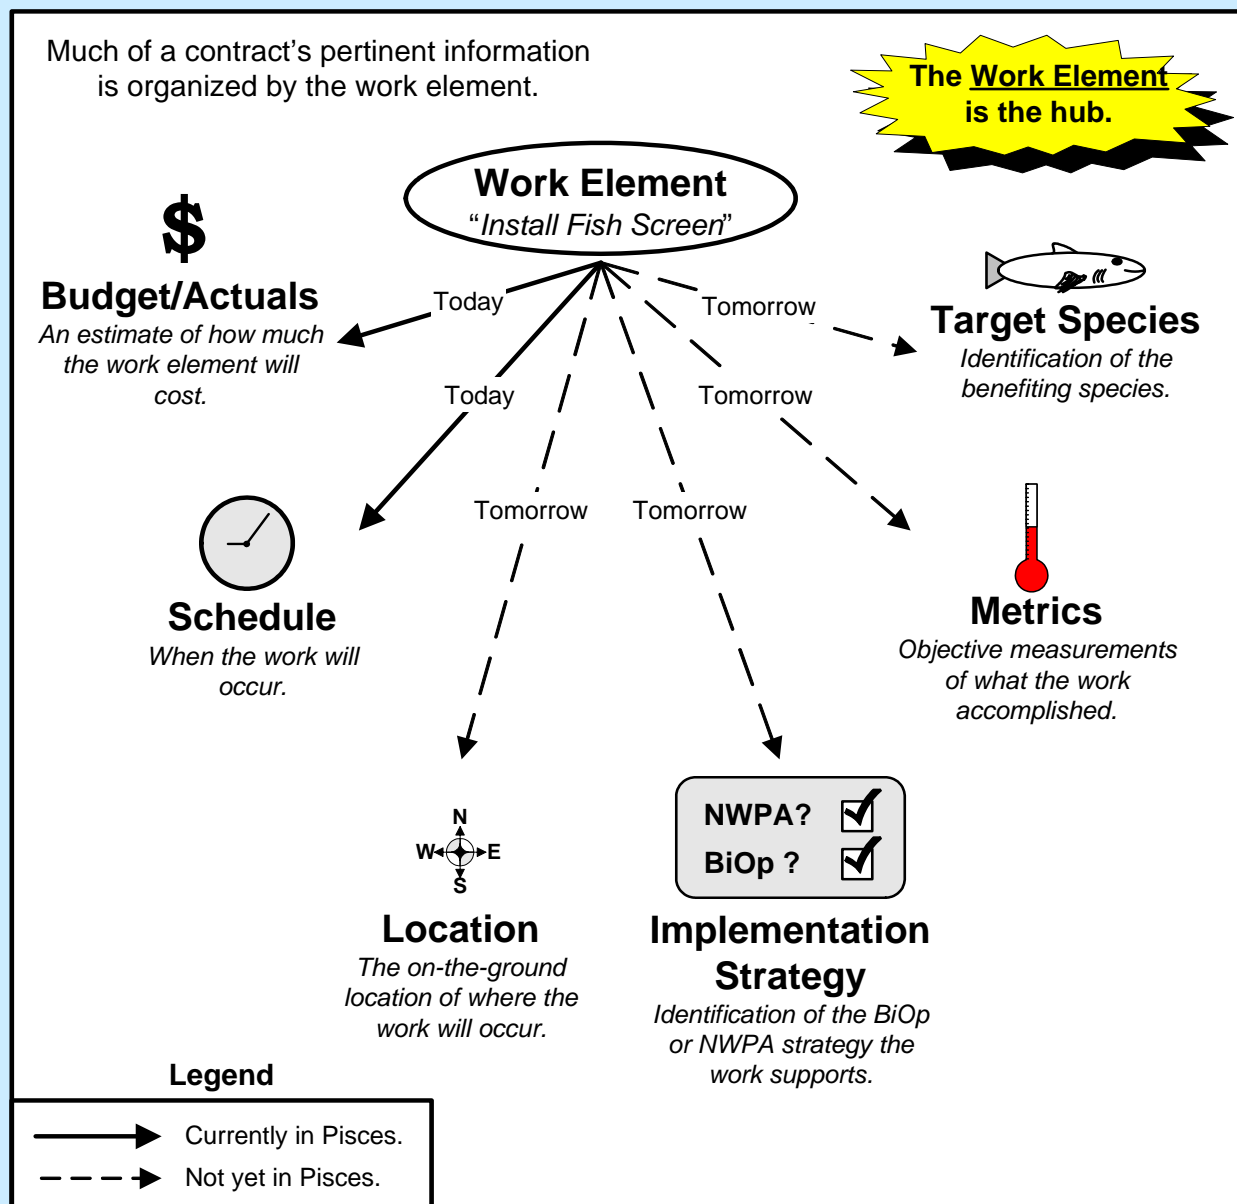 Much of a contract's pertinent information
is organized by the work element.
The Work Element
is the hub.
Work Element
“Install Fish Screen”
$
Budget/Actuals
An estimate of how much
the work element will
cost.
Today
Tomorrow
Target Species
Identification of the
benefiting species.
Today
Tomorrow
Schedule
When the work will
occur.
Tomorrow
Tomorrow
Metrics
Objective measurements
of what the work
accomplished.
N
W E
S
Location
The on-the-ground
location of where the
work will occur.
NWPA?
BiOp ?
Implementation
Strategy
Identification of the BiOp
or NWPA strategy the
work supports.
Legend
Currently in Pisces.
Not yet in Pisces.